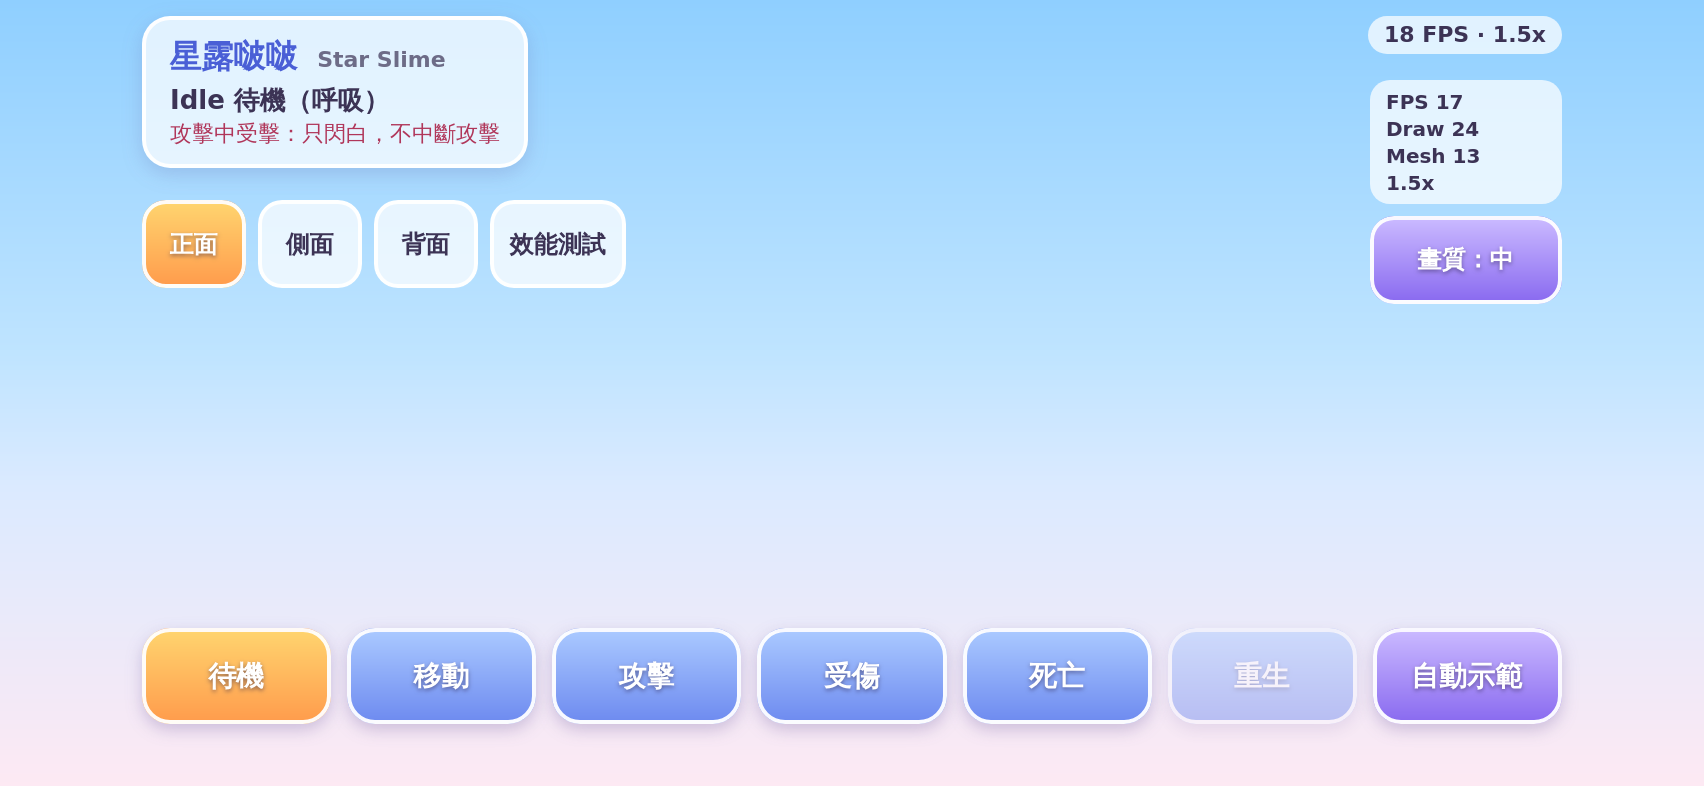 星露啵啵 Star Slime
Idle 待機（呼吸）
攻擊中受擊：只閃白，不中斷攻擊
18 FPS · 1.5x
FPS 17
Draw 24
Mesh 13
1.5x
正面 側面 背面 效能測試
畫質：中
待機 移動 攻擊 受傷 死亡 重生 自動示範